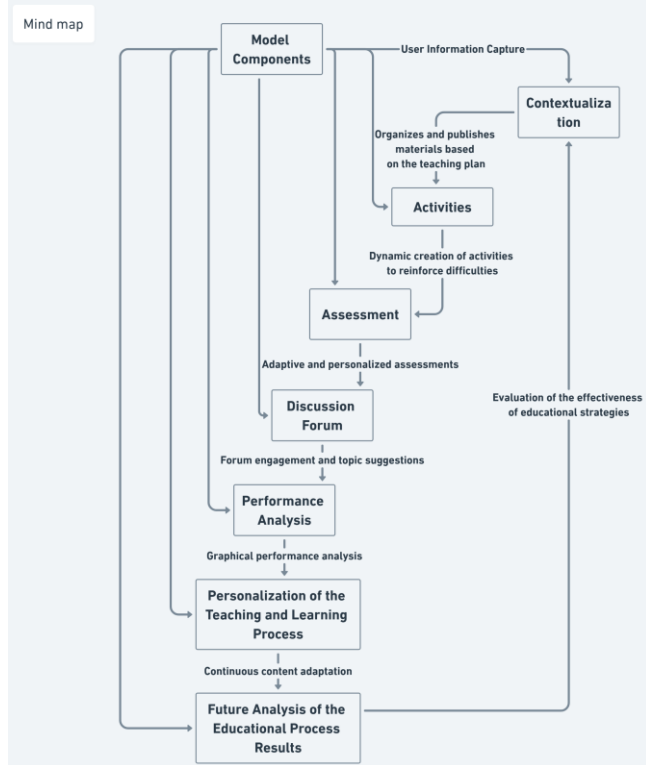 Mind map
Model
Components
User Information Capture
Contextualiza
tion
Organizes and publishes
materials based
on the teaching plan
Activities
Dynamic creation of activities
to reinforce difficulties
Assessment
Adaptive and personalized assessments
Evaluation of the effectiveness
of educational strategies
Discussion
Forum
Forum engagement and topic suggestions
Performance
Analysis
Graphical performance analysis
Personalization of the
Teaching and Learning
Process
Continuous content adaptation
Future Analysis of the
Educational Process
Results